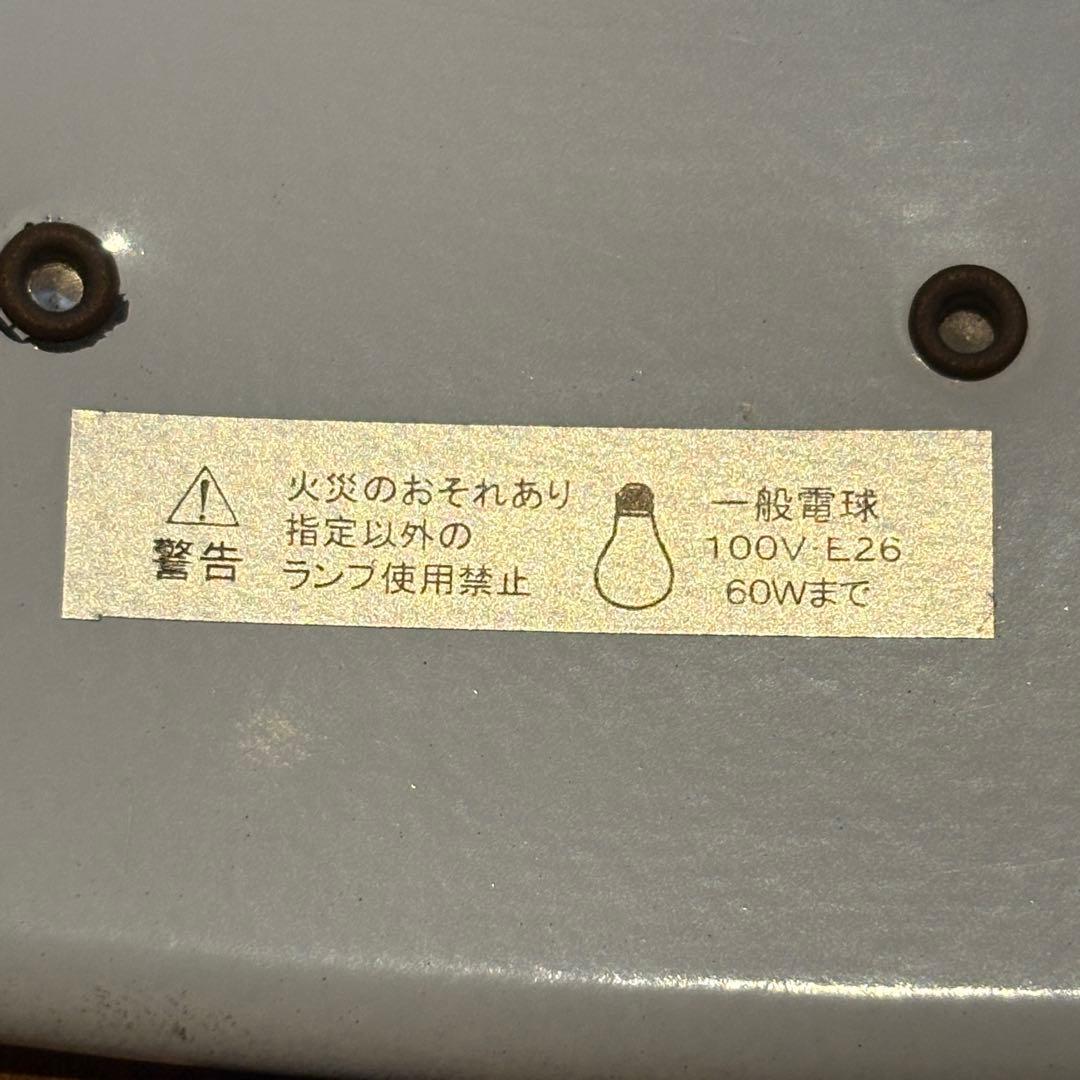 警告
火災のおそれあり
指定以外の
ランプ使用禁止
一般電球
100V・E26
60Wまで